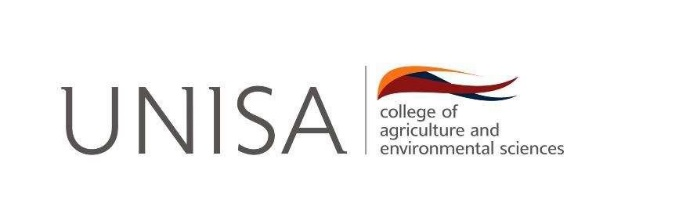 UNISA
college of
agriculture and
environmental sciences